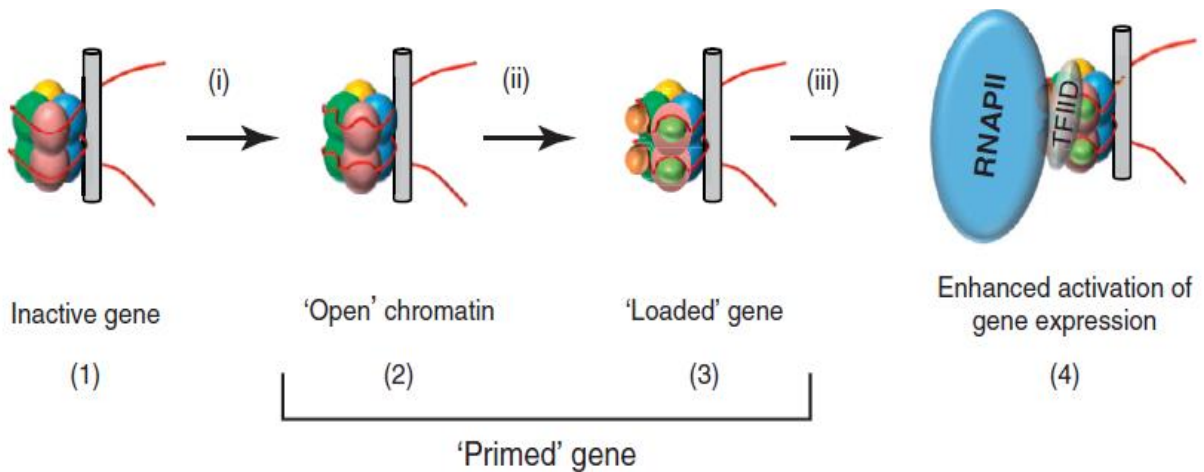 (i)
(ii)
(iii)
RNAPII
TFIID
Inactive gene
'Open' chromatin
'Loaded' gene
Enhanced activation of
gene expression
(1)
(2)
(3)
(4)
'Primed' gene